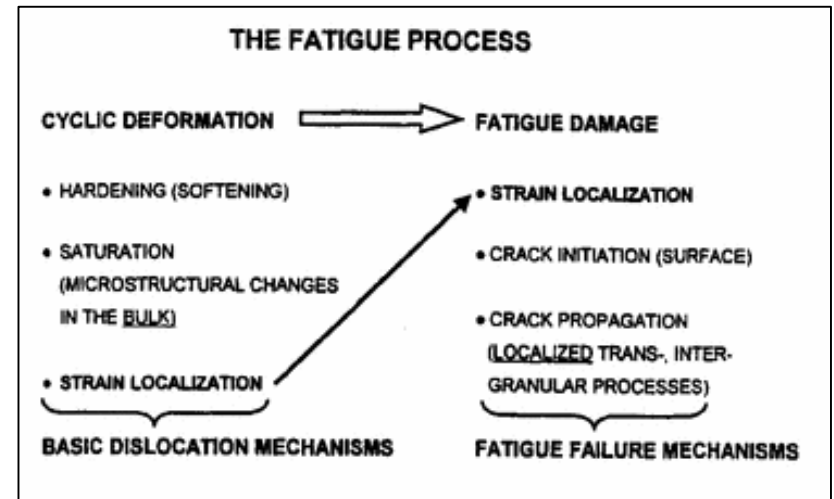 THE FATIGUE PROCESS
CYCLIC DEFORMATION
• HARDENING (SOFTENING)
• SATURATION
(MICROSTRUCTURAL CHANGES
IN THE BULK)
• STRAIN LOCALIZATION
BASIC DISLOCATION MECHANISMS
FATIGUE DAMAGE
• STRAIN LOCALIZATION
• CRACK INITIATION (SURFACE)
• CRACK PROPAGATION
(LOCALIZED TRANS-, INTER-
GRANULAR PROCESSES)
FATIGUE FAILURE MECHANISMS